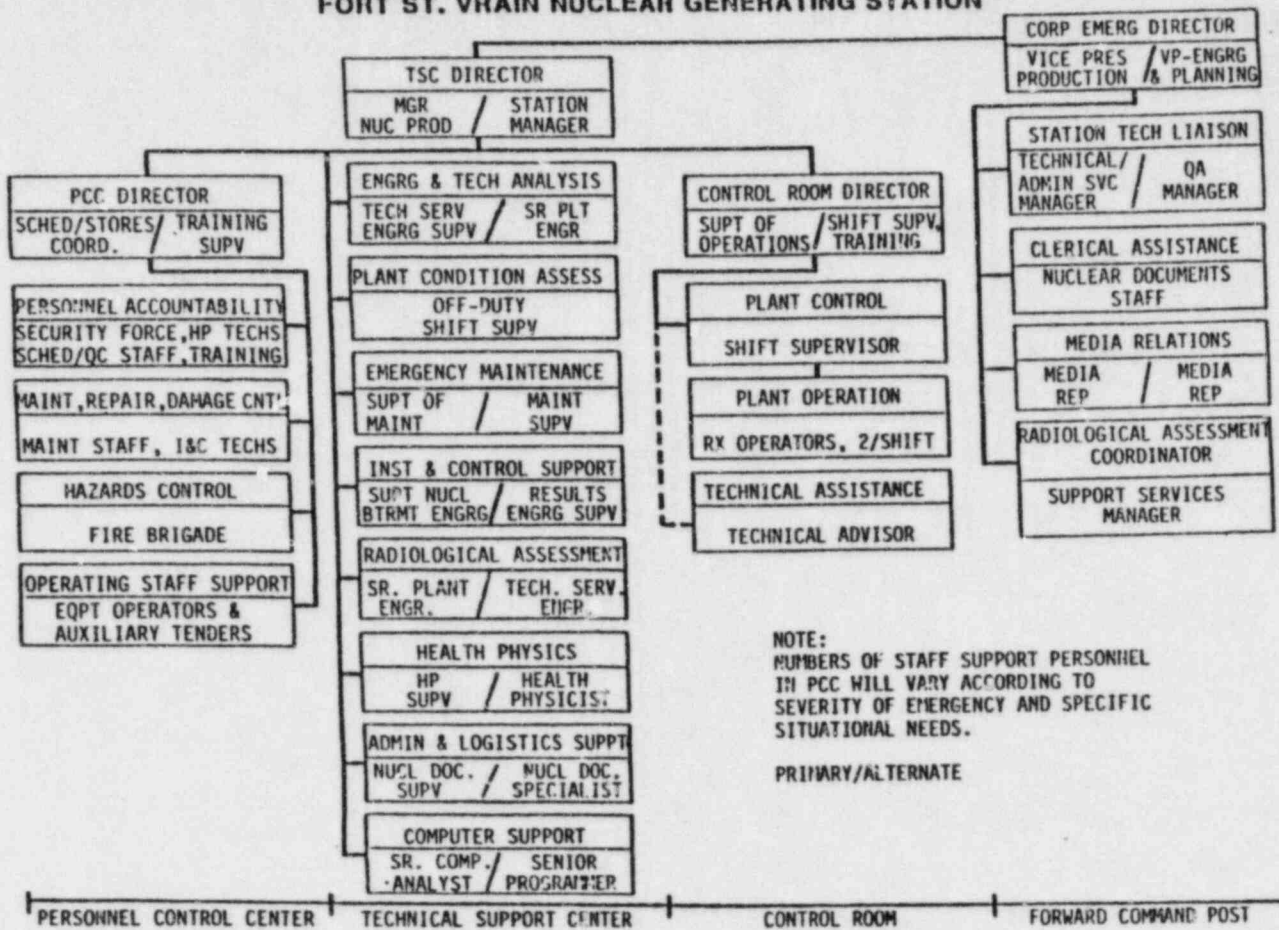 FORT ST. VRAIN NUCLEAR GENERATING STATION
CORP EMERG DIRECTOR
VICE PRES / VP-ENGRG
PRODUCTION & PLANNING
TSC DIRECTOR
MGR / STATION
NUC PROD MANAGER
PCC DIRECTOR
SCHED/STORES / TRAINING
COORD. SUPV
PERSONNEL ACCOUNTABILITY
SECURITY FORCE, HP TECHS
SCHED/QC STAFF, TRAINING
MAINT, REPAIR, DAMAGE CNTL
MAINT STAFF, I&C TECHS
HAZARDS CONTROL
FIRE BRIGADE
OPERATING STAFF SUPPORT
EQPT OPERATORS &
AUXILIARY TENDERS
ENGRG & TECH ANALYSIS
TECH SERV / SR PLT
ENGRG SUPV ENGR
PLANT CONDITION ASSESS
OFF-DUTY
SHIFT SUPV
EMERGENCY MAINTENANCE
SUPT OF / MAINT
MAINT SUPV
INST & CONTROL SUPPORT
SUPT NUCL / RESULTS
BTRMT ENGRG ENGRG SUPV
RADIOLOGICAL ASSESSMENT
SR. PLANT / TECH. SERV.
ENGR. ENGR.
HEALTH PHYSICS
HP / HEALTH
SUPV PHYSICIST
ADMIN & LOGISTICS SUPPT
NUCL DOC. / NUCL DOC.
SUPV SPECIALIST
COMPUTER SUPPORT
SR. COMP. / SENIOR
ANALYST PROGRAMMER
CONTROL ROOM DIRECTOR
SUPT OF / SHIFT SUPV,
OPERATIONS TRAINING
PLANT CONTROL
SHIFT SUPERVISOR
PLANT OPERATION
RX OPERATORS, 2/SHIFT
TECHNICAL ASSISTANCE
TECHNICAL ADVISOR
STATION TECH LIAISON
TECHNICAL/ / QA
ADMIN SVC MANAGER
MANAGER
CLERICAL ASSISTANCE
NUCLEAR DOCUMENTS
STAFF
MEDIA RELATIONS
MEDIA / MEDIA
REP REP
RADIOLOGICAL ASSESSMENT
COORDINATOR
SUPPORT SERVICES
MANAGER
NOTE:
NUMBERS OF STAFF SUPPORT PERSONNEL
IN PCC WILL VARY ACCORDING TO
SEVERITY OF EMERGENCY AND SPECIFIC
SITUATIONAL NEEDS.
PRIMARY/ALTERNATE
PERSONNEL CONTROL CENTER
TECHNICAL SUPPORT CENTER
CONTROL ROOM
FORWARD COMMAND POST